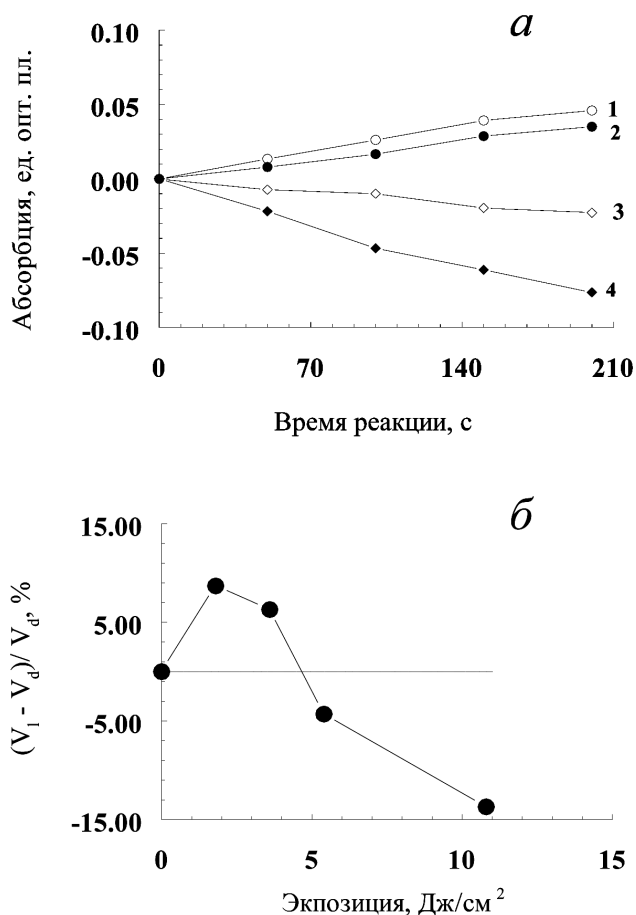 а
0.10
0.05
0.00
-0.05
-0.10
Абсорбция, ед. опт. пл.
1
2
3
4
0 70 140 210
Время реакции, с
б
15.00
5.00
-5.00
-15.00
(V1 - Vd)/ Vd, %
0 5 10 15
Экпозиция, Дж/см2